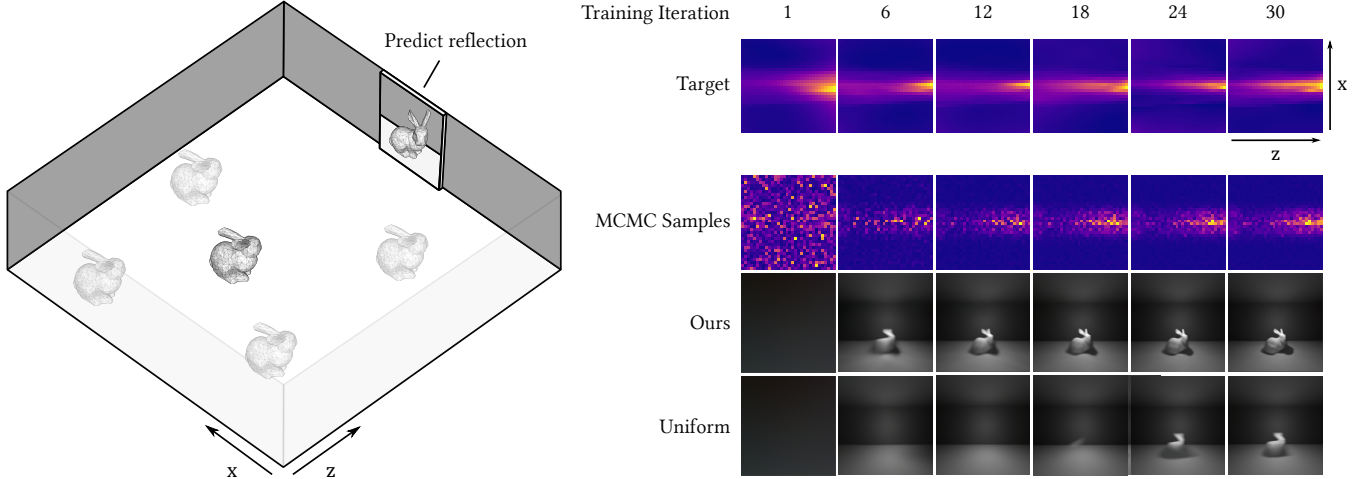 Predict reflection
x
z
Training Iteration 1 6 12 18 24 30
Target
x
z
MCMC Samples
Ours
Uniform